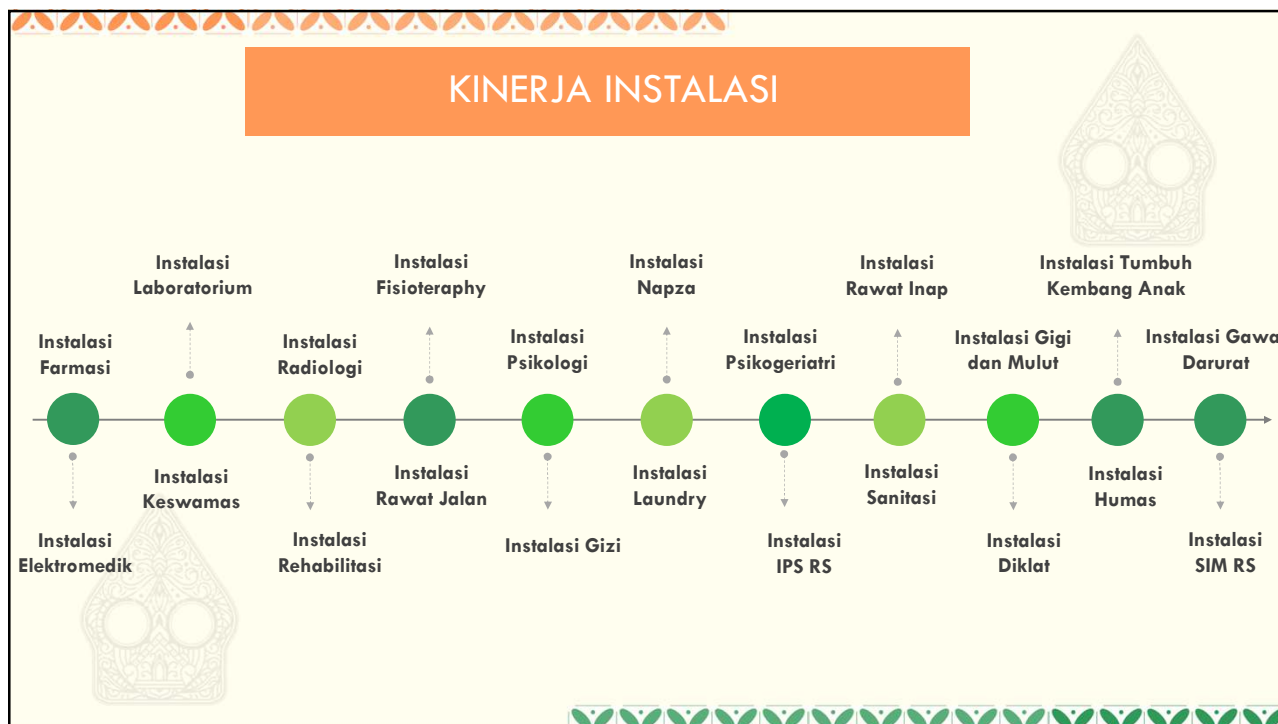 KINERJA INSTALASI
Instalasi
Laboratorium
Instalasi
Fisioteraphy
Instalasi
Napza
Instalasi
Rawat Inap
Instalasi Tumbuh
Kembang Anak
Instalasi
Farmasi
Instalasi
Radiologi
Instalasi
Psikologi
Instalasi
Psikogeriatri
Instalasi Gigi
dan Mulut
Instalasi Gawa
Darurat
Instalasi
Keswamas
Instalasi
Rawat Jalan
Instalasi
Laundry
Instalasi
Sanitasi
Instalasi
Humas
Instalasi
Elektromedik
Instalasi
Rehabilitasi
Instalasi Gizi
Instalasi
IPS RS
Instalasi
Diklat
Instalasi
SIM RS